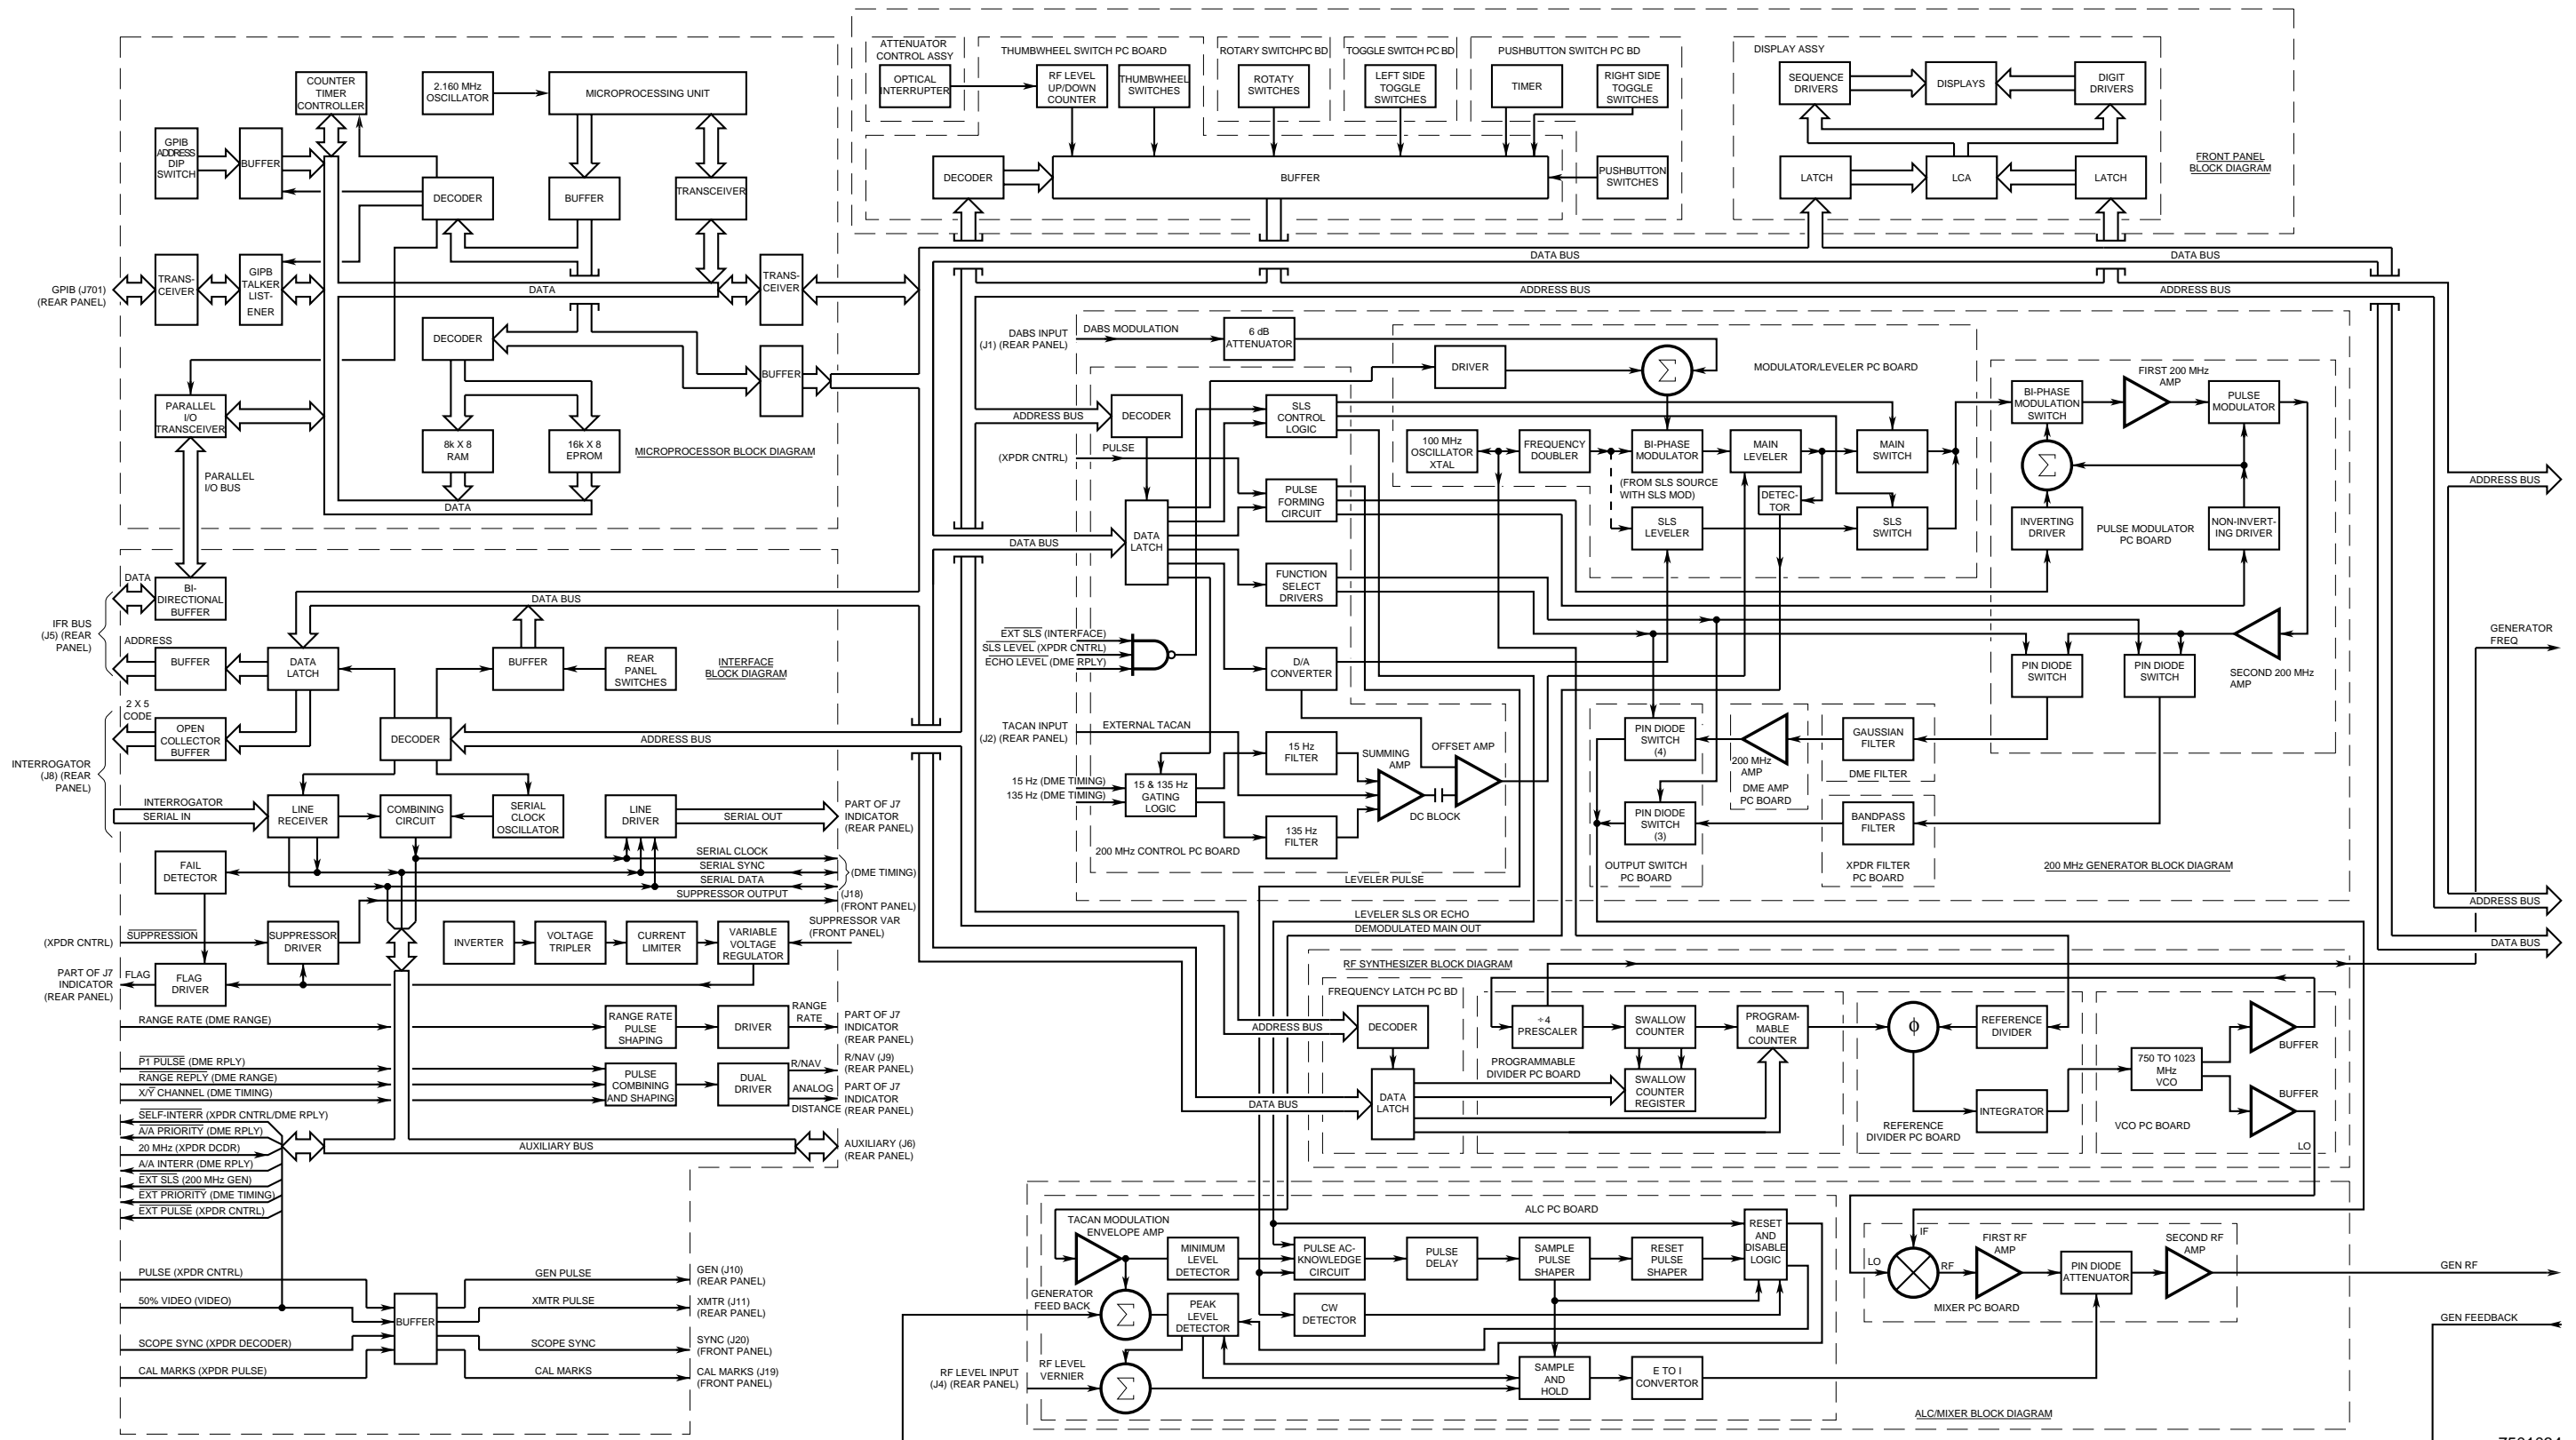 COUNTER
TIMER
CONTROLLER
2.160 MHz
OSCILLATOR
MICROPROCESSING UNIT
GPIB
ADDRESS
DIP
SWITCH
BUFFER
DECODER
BUFFER
TRANSCEIVER
GPIB (J701)
(REAR PANEL)
TRANS-
CEIVER
GIPB
TALKER
LIST-
ENER
DATA
TRANS-
CEIVER
DECODER
BUFFER
PARALLEL
I/O
TRANSCEIVER
8k X 8
RAM
16k X 8
EPROM
MICROPROCESSOR BLOCK DIAGRAM
PARALLEL
I/O BUS
DATA
ATTENUATOR
CONTROL ASSY
OPTICAL
INTERRUPTER
THUMBWHEEL SWITCH PC BOARD
RF LEVEL
UP/DOWN
COUNTER
THUMBWHEEL
SWITCHES
ROTARY SWITCHPC BD
ROTATY
SWITCHES
TOGGLE SWITCH PC BD
LEFT SIDE
TOGGLE
SWITCHES
PUSHBUTTON SWITCH PC BD
TIMER
RIGHT SIDE
TOGGLE
SWITCHES
DECODER
BUFFER
PUSHBUTTON
SWITCHES
DISPLAY ASSY
SEQUENCE
DRIVERS
DISPLAYS
DIGIT
DRIVERS
LATCH
LCA
LATCH
FRONT PANEL
BLOCK DIAGRAM
DATA BUS
DATA BUS
ADDRESS BUS
ADDRESS BUS
DATA
BI-
DIRECTIONAL
BUFFER
IFR BUS
(J5) (REAR
PANEL)
ADDRESS
BUFFER
DATA
LATCH
DATA BUS
BUFFER
REAR
PANEL
SWITCHES
INTERFACE
BLOCK DIAGRAM
2 X 5
CODE
OPEN
COLLECTOR
BUFFER
DECODER
ADDRESS BUS
INTERROGATOR
(J8) (REAR
PANEL)
INTERROGATOR
SERIAL IN
LINE
RECEIVER
COMBINING
CIRCUIT
SERIAL
CLOCK
OSCILLATOR
LINE
DRIVER
SERIAL OUT
PART OF J7
INDICATOR
(REAR PANEL)
FAIL
DETECTOR
SERIAL CLOCK
SERIAL SYNC
SERIAL DATA
SUPPRESSOR OUTPUT
(DME TIMING)
(J18)
(FRONT PANEL)
SUPPRESSOR VAR
(FRONT PANEL)
(XPDR CNTRL)
SUPPRESSION
SUPPRESSOR
DRIVER
INVERTER
VOLTAGE
TRIPLER
CURRENT
LIMITER
VARIABLE
VOLTAGE
REGULATOR
PART OF J7
INDICATOR
(REAR PANEL)
FLAG
FLAG
DRIVER
RANGE RATE (DME RANGE)
RANGE RATE
PULSE
SHAPING
DRIVER
RANGE
RATE
PART OF J7
INDICATOR
(REAR PANEL)
P1 PULSE (DME RPLY)
RANGE REPLY (DME RANGE)
X/Y CHANNEL (DME TIMING)
PULSE
COMBINING
AND SHAPING
DUAL
DRIVER
R/NAV
R/NAV (J9)
(REAR PANEL)
ANALOG
DISTANCE
PART OF J7
INDICATOR
(REAR PANEL)
SELF-INTERR (XPDR CNTRL/DME RPLY)
A/A PRIORITY (DME RPLY)
20 MHz (XPDR DCDR)
A/A INTERR (DME RPLY)
EXT SLS (200 MHz GEN)
EXT PRIORITY (DME TIMING)
EXT PULSE (XPDR CNTRL)
AUXILIARY BUS
AUXILIARY (J6)
(REAR PANEL)
PULSE (XPDR CNTRL)
50% VIDEO (VIDEO)
SCOPE SYNC (XPDR DECODER)
CAL MARKS (XPDR PULSE)
BUFFER
GEN PULSE
XMTR PULSE
SCOPE SYNC
CAL MARKS
GEN (J10)
(REAR PANEL)
XMTR (J11)
(REAR PANEL)
SYNC (J20)
(FRONT PANEL)
CAL MARKS (J19)
(FRONT PANEL)
DABS INPUT
(J1) (REAR PANEL)
DABS MODULATION
6 dB
ATTENUATOR
DRIVER
Σ
MODULATOR/LEVELER PC BOARD
ADDRESS BUS
DECODER
SLS
CONTROL
LOGIC
(XPDR CNTRL)
PULSE
100 MHz
OSCILLATOR
XTAL
FREQUENCY
DOUBLER
BI-PHASE
MODULATOR
MAIN
LEVELER
MAIN
SWITCH
(FROM SLS SOURCE
WITH SLS MOD)
DETEC-
TOR
PULSE
FORMING
CIRCUIT
DATA BUS
DATA
LATCH
SLS
LEVELER
SLS
SWITCH
FUNCTION
SELECT
DRIVERS
EXT SLS (INTERFACE)
SLS LEVEL (XPDR CNTRL)
ECHO LEVEL (DME RPLY)
D/A
CONVERTER
TACAN INPUT
(J2) (REAR PANEL)
EXTERNAL TACAN
15 Hz
FILTER
SUMMING
AMP
OFFSET AMP
15 Hz (DME TIMING)
135 Hz (DME TIMING)
15 & 135 Hz
GATING
LOGIC
DC BLOCK
135 Hz
FILTER
200 MHz CONTROL PC BOARD
BI-PHASE
MODULATION
SWITCH
FIRST 200 MHz
AMP
PULSE
MODULATOR
Σ
INVERTING
DRIVER
PULSE MODULATOR
PC BOARD
NON-INVERT-
ING DRIVER
PIN DIODE
SWITCH
PIN DIODE
SWITCH
SECOND 200 MHz
AMP
PIN DIODE
SWITCH
(4)
200 MHz
AMP
DME AMP
PC BOARD
GAUSSIAN
FILTER
DME FILTER
PIN DIODE
SWITCH
(3)
BANDPASS
FILTER
OUTPUT SWITCH
PC BOARD
XPDR FILTER
PC BOARD
200 MHz GENERATOR BLOCK DIAGRAM
LEVELER PULSE
LEVELER SLS OR ECHO
DEMODULATED MAIN OUT
ADDRESS BUS
GENERATOR
FREQ
ADDRESS BUS
DATA BUS
RF SYNTHESIZER BLOCK DIAGRAM
FREQUENCY LATCH PC BD
ADDRESS BUS
DECODER
÷4
PRESCALER
SWALLOW
COUNTER
PROGRAM-
MABLE
COUNTER
PROGRAMMABLE
DIVIDER PC BOARD
DATA BUS
DATA
LATCH
SWALLOW
COUNTER
REGISTER
ϕ
REFERENCE
DIVIDER
INTEGRATOR
REFERENCE
DIVIDER PC BOARD
750 TO 1023
MHz
VCO
BUFFER
BUFFER
VCO PC BOARD
LO
ALC PC BOARD
TACAN MODULATION
ENVELOPE AMP
MINIMUM
LEVEL
DETECTOR
PULSE AC-
KNOWLEDGE
CIRCUIT
PULSE
DELAY
SAMPLE
PULSE
SHAPER
RESET
PULSE
SHAPER
RESET
AND
DISABLE
LOGIC
GENERATOR
FEED BACK
Σ
PEAK
LEVEL
DETECTOR
CW
DETECTOR
RF LEVEL INPUT
(J4) (REAR PANEL)
RF LEVEL
VERNIER
Σ
SAMPLE
AND
HOLD
E TO I
CONVERTOR
IF
LO
RF
FIRST RF
AMP
MIXER PC BOARD
PIN DIODE
ATTENUATOR
SECOND RF
AMP
GEN RF
GEN FEEDBACK
ALC/MIXER BLOCK DIAGRAM